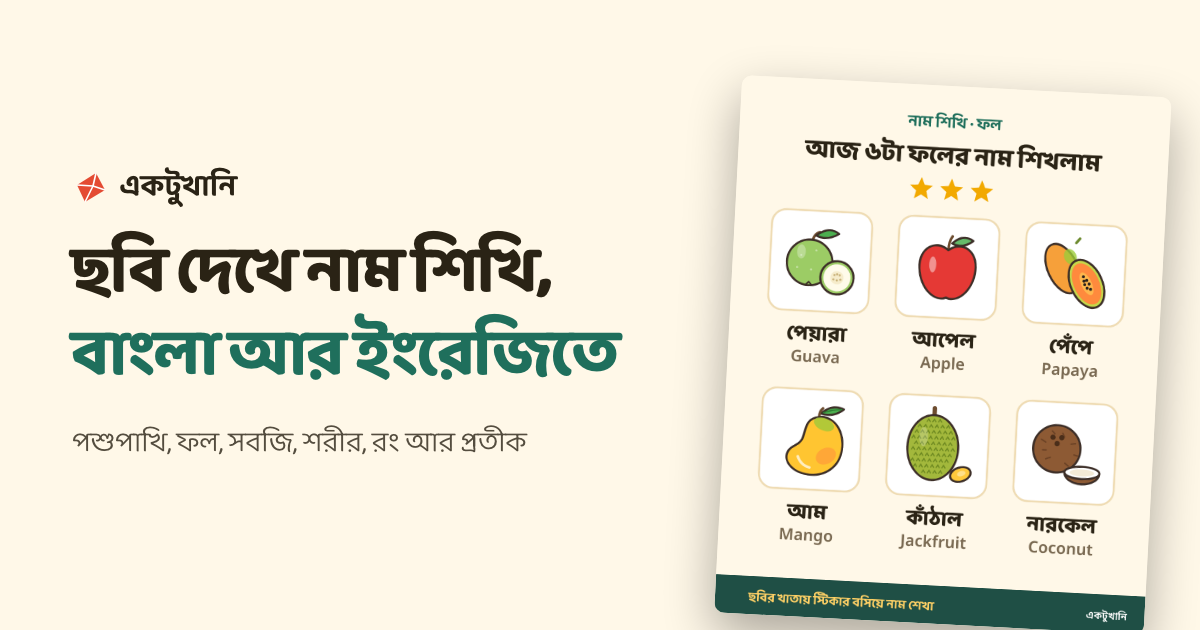 একটুখানি
ছবি দেখে নাম শিখি,
বাংলা আর ইংরেজিতে
পশুপাখি, ফল, সবজি, শরীর, রং আর প্রতীক
নাম শিখি · ফল
আজ ৬টা ফলের নাম শিখলাম
পেয়ারা
Guava
আপেল
Apple
পেঁপে
Papaya
আম
Mango
কাঁঠাল
Jackfruit
নারকেল
Coconut
ছবির খাতায় স্টিকার বসিয়ে নাম শেখা
একটুখানি